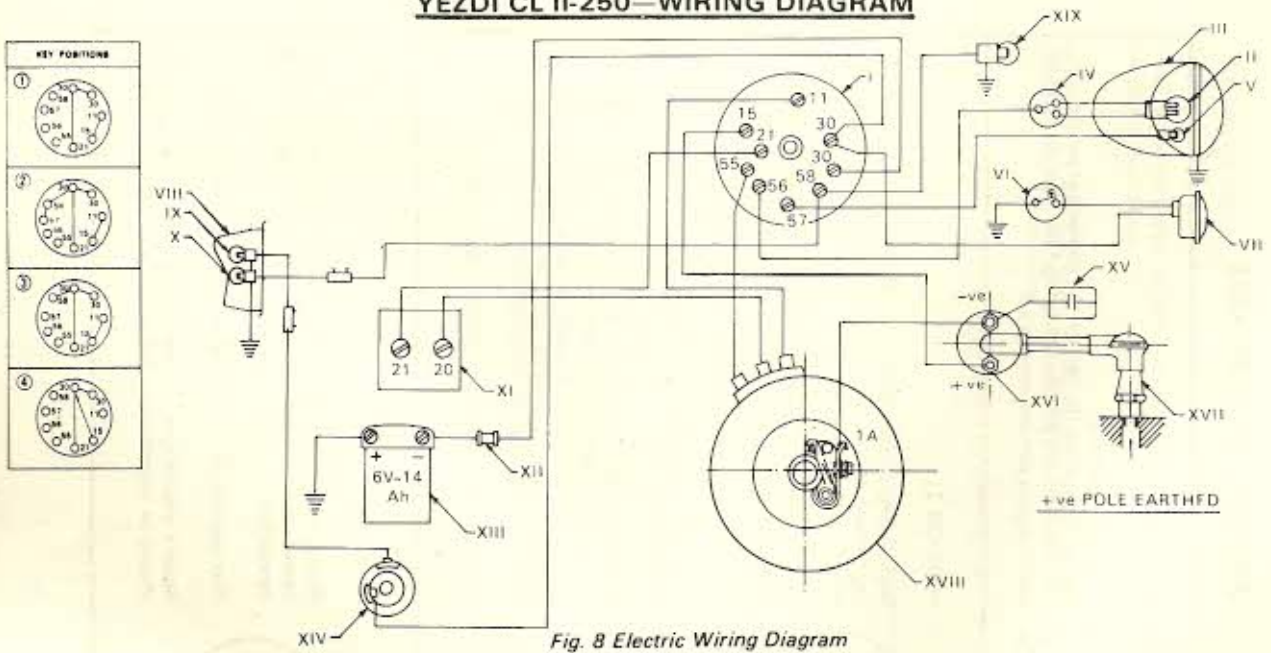 YEZDI CL II-250—WIRING DIAGRAM
KEY POSITIONS
1
2
3
4
VIII
IX
X
I
11
15
21
30
30
55
56
57
58
XIX
III
II
IV
V
VI
VII
XV
-ve
+ve
XVI
XVII
+ve POLE EARTHFD
21 20
XI
XII
+ -
6V-14
Ah
XIII
XIV
1A
XVIII
Fig. 8 Electric Wiring Diagram